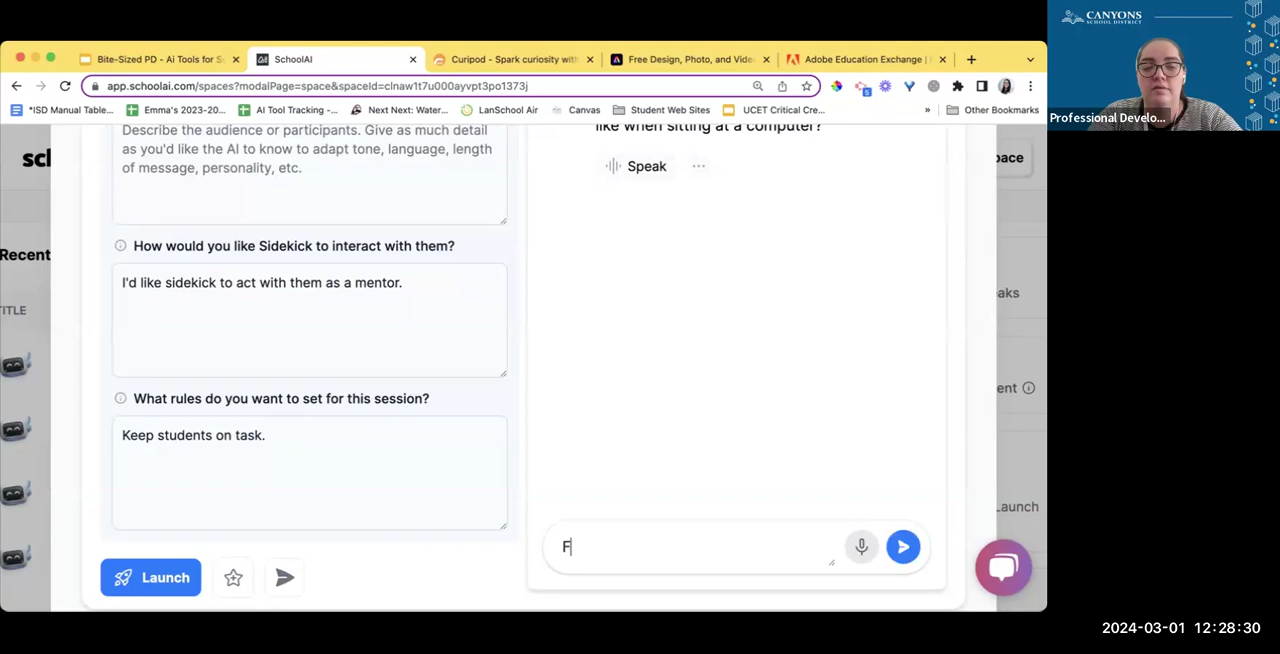 CANYONS
SCHOOL DISTRICT
Bite-Sized PD - Ai Tools for S
SchoolAI
Curipod - Spark curiosity with
Free Design, Photo, and Vide
Adobe Education Exchange |
app.schoolai.com/spaces?modalPage=space&spaceId=clnaw1t7u000ayvpt3po1373j
*ISD Manual Table...
Emma's 2023-20...
AI Tool Tracking -...
Next Next: Water...
LanSchool Air
Canvas
Student Web Sites
UCET Critical Crea...
»
Other Bookmarks
Professional Develo...
Describe the audience or participants. Give as much detail
as you'd like the AI to know to adapt tone, language, length
of message, personality, etc.
like when sitting at a computer?
Speak
scl
pace
Recent
How would you like Sidekick to interact with them?
I'd like sidekick to act with them as a mentor.
TITLE
aks
ent
What rules do you want to set for this session?
Keep students on task.
Launch
F
Launch
2024-03-01 12:28:30